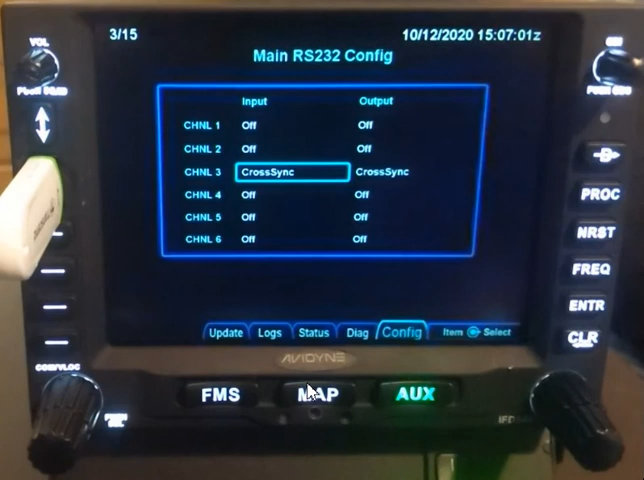 3/15 10/12/2020 15:07:01z
Main RS232 Config
Input Output
CHNL 1 Off Off
CHNL 2 Off Off
CHNL 3 CrossSync CrossSync
CHNL 4 Off Off
CHNL 5 Off Off
CHNL 6 Off Off
Update Logs Status Diag Config Item Select
AVIDYNE
VOL
D
PROC
NRST
FREQ
ENTR
CLR
COM/VLOC
FMS MAP AUX